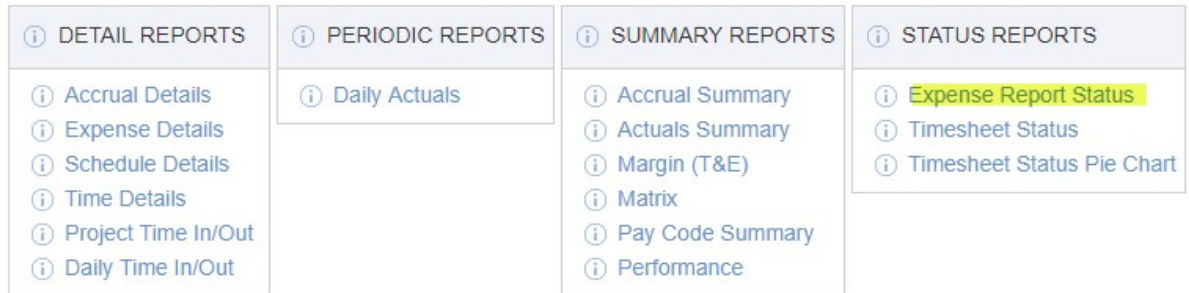 DETAIL REPORTS
Accrual Details
Expense Details
Schedule Details
Time Details
Project Time In/Out
Daily Time In/Out
PERIODIC REPORTS
Daily Actuals
SUMMARY REPORTS
Accrual Summary
Actuals Summary
Margin (T&E)
Matrix
Pay Code Summary
Performance
STATUS REPORTS
Expense Report Status
Timesheet Status
Timesheet Status Pie Chart